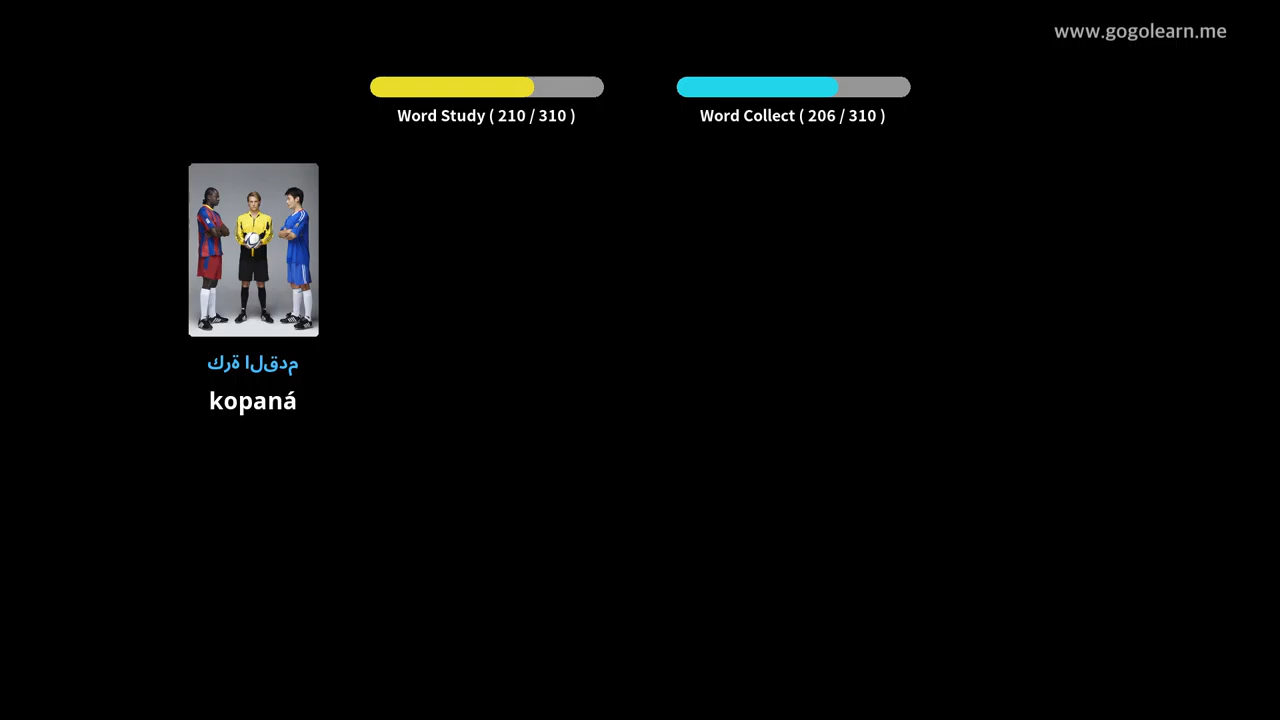 www.gogolearn.me
Word Study ( 210 / 310 )
Word Collect ( 206 / 310 )
كرة القدم
kopaná